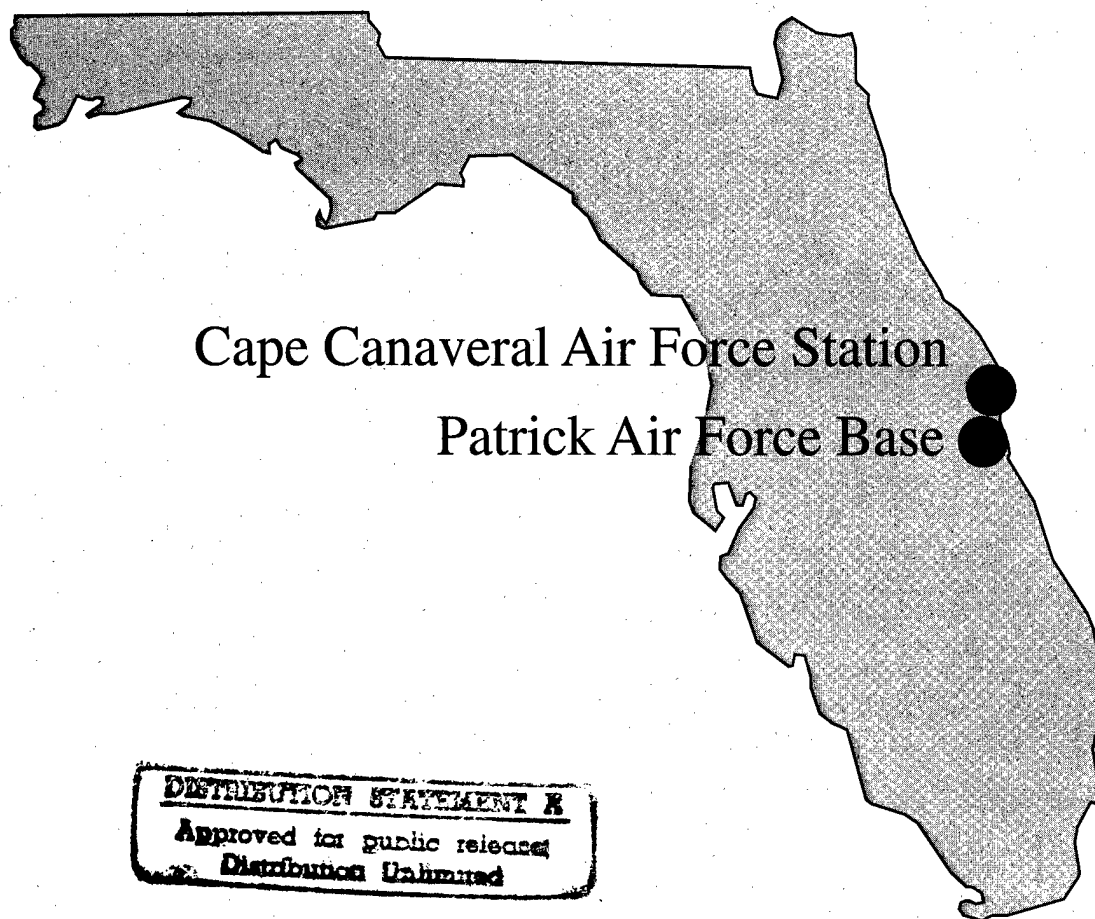 Cape Canaveral Air Force Station
Patrick Air Force Base
DISTRIBUTION STATEMENT A
Approved for public release;
Distribution Unlimited